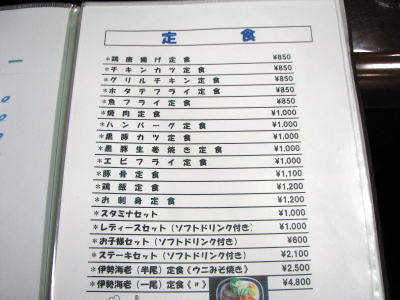 定 食
*鶏唐揚げ定食 ¥850
*チキンカツ定食 ¥850
*グリルチキン定食 ¥850
*ホタテフライ定食 ¥850
*魚フライ定食 ¥850
*焼肉定食 ¥1,000
*ハンバーグ定食 ¥1,000
*黒豚カツ定食 ¥1,000
*黒豚生姜焼き定食 ¥1,000
*エビフライ定食 ¥1,000
*豚骨定食 ¥1,100
*鶏飯定食 ¥1,200
*お刺身定食 ¥1,200
*スタミナセット ¥1,000
*レディースセット(ソフトドリンク付き) ¥1,000
*お子様セット(ソフトドリンク付き) ¥600
*ステーキセット(ソフトドリンク付き) ¥2,100
*伊勢海老(半尾)定食《ウニみそ焼き》 ¥2,500
*伊勢海老(一尾)定食《 〃 》 ¥4,800